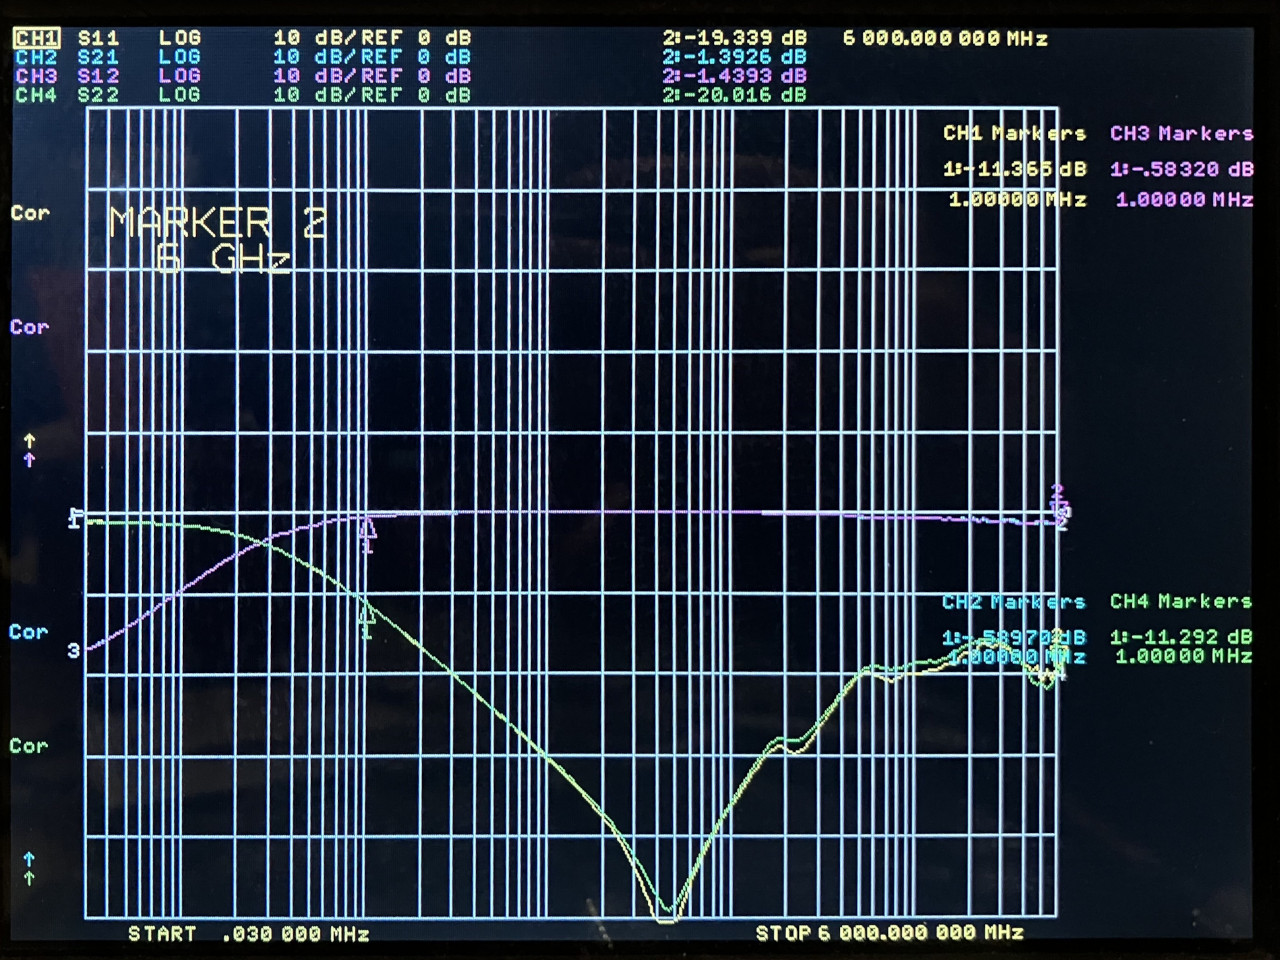 CH1 S11 LOG 10 dB/REF 0 dB 2:-19.339 dB 6 000.000 000 MHz
CH2 S21 LOG 10 dB/REF 0 dB 2:-1.3926 dB
CH3 S12 LOG 10 dB/REF 0 dB 2:-1.4393 dB
CH4 S22 LOG 10 dB/REF 0 dB 2:-20.016 dB
CH1 Markers CH3 Markers
1:-11.365 dB 1:-.58320 dB
1.00000 MHz 1.00000 MHz
Cor
MARKER 2
6 GHz
Cor
1
2
1
1
2
CH2 Markers CH4 Markers
Cor
1:-.58970 dB 1:-11.292 dB
3
1.00000 MHz 1.00000 MHz
Cor
START .030 000 MHz STOP 6 000.000 000 MHz